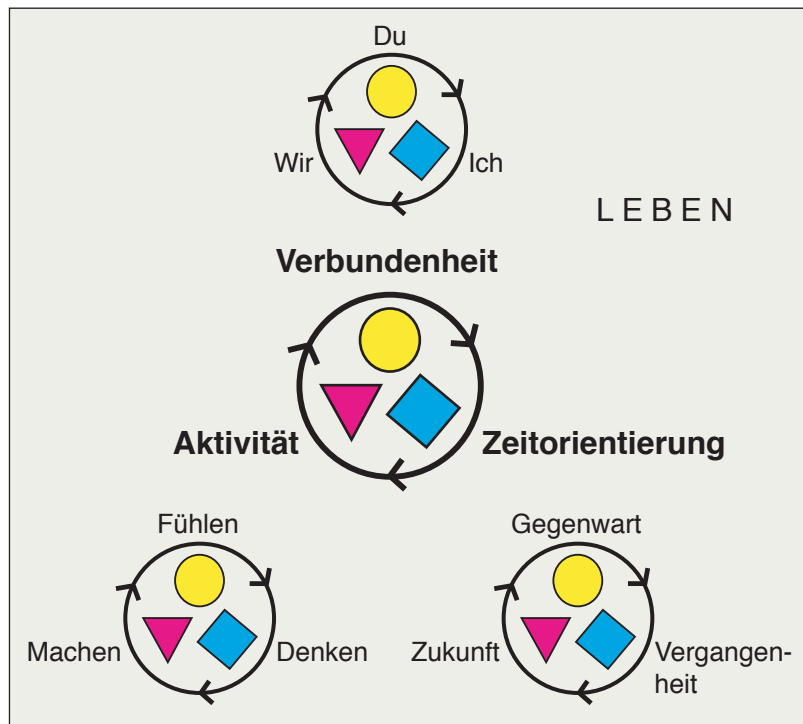 Du
Wir
Ich
LEBEN
Verbundenheit
Aktivität
Zeitorientierung
Fühlen
Machen
Denken
Gegenwart
Zukunft
Vergangen-
heit